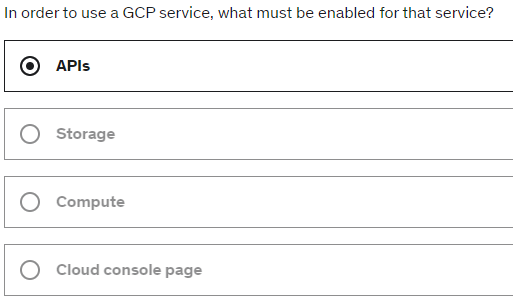 In order to use a GCP service, what must be enabled for that service?
APIs
Storage
Compute
Cloud console page